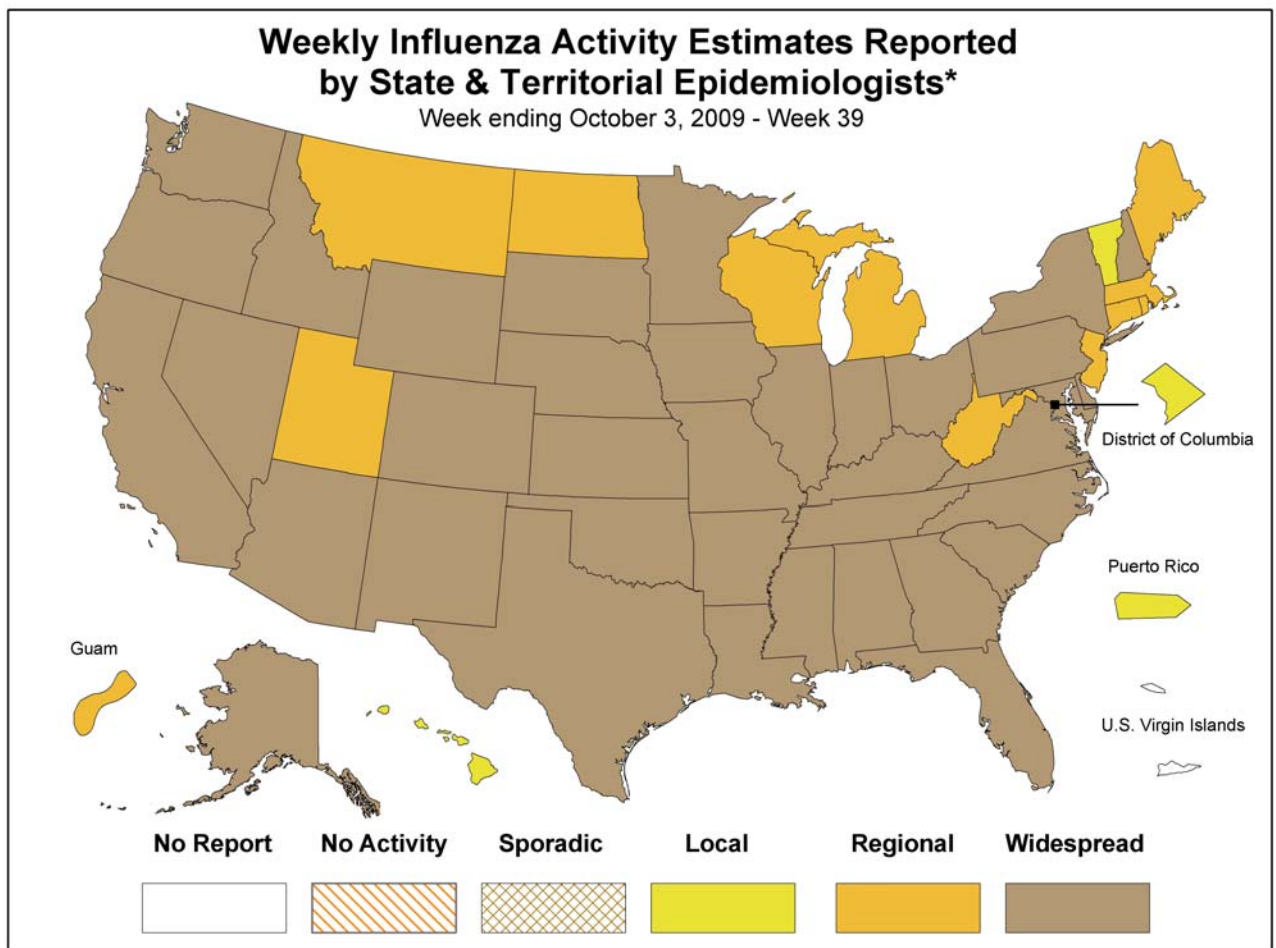 Weekly Influenza Activity Estimates Reported
by State & Territorial Epidemiologists*
Week ending October 3, 2009 - Week 39
District of Columbia
Puerto Rico
Guam
U.S. Virgin Islands
No Report
No Activity
Sporadic
Local
Regional
Widespread